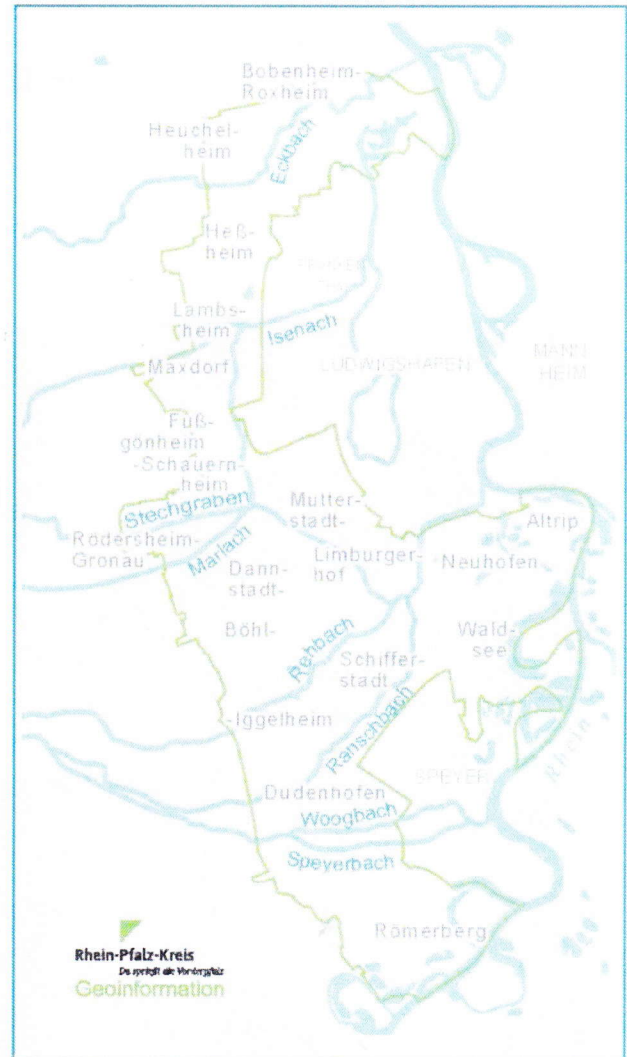 Bobenheim-
Roxheim
Heuchel-
heim
Eckbach
Heß-
heim
Lambs-
heim
Isenach
Maxdorf
LUDWIGSHAFEN
MANN
HEIM
Fuß-
gönheim
-Schauern-
heim
Stechgraben
Mutter-
stadt-
Altrip
Rödersheim-
Gronau
Marlach
Limburger-
hof
Neuhofen
Dann-
stadt-
Böhl-
Rehbach
Wald-
see
Schiffer-
stadt
-Iggelheim
Ranschbach
Rhein
SPEYER
Dudenhofen
Woogbach
Speyerbach
Römerberg
Rhein-Pfalz-Kreis
Geoinformation